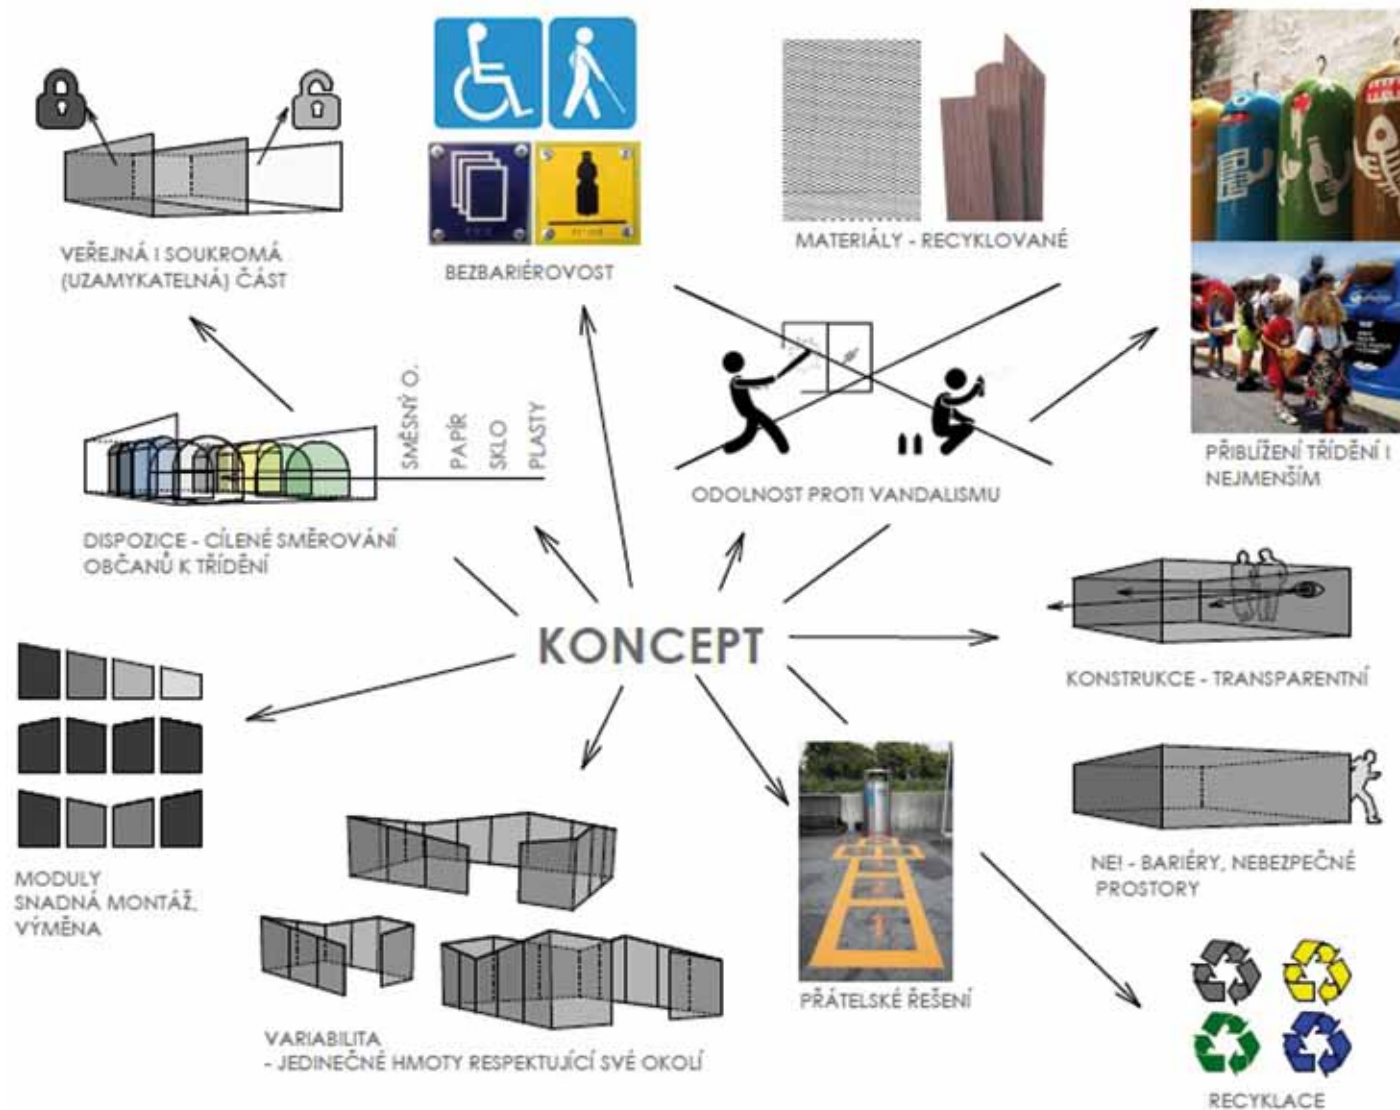 VEŘEJNÁ I SOUKROMÁ
(UZAMYKATELNÁ) ČÁST
BEZBARIÉROVOST
MATERIÁLY - RECYKLOVANÉ
PŘIBLÍŽENÍ TŘÍDĚNÍ I
NEJMENŠÍM
SMĚSNÝ O.
PAPÍR
SKLO
PLASTY
DISPOZICE - CÍLENÉ SMĚROVÁNÍ
OBČANŮ K TŘÍDĚNÍ
ODOLNOST PROTI VANDALISMU
KONCEPT
KONSTRUKCE - TRANSPARENTNÍ
NE! - BARIÉRY, NEBEZPEČNÉ
PROSTORY
MODULY
SNADNÁ MONTÁŽ,
VÝMĚNA
VARIABILITA
- JEDINEČNÉ HMOTY RESPEKTUJÍCÍ SVÉ OKOLÍ
1
PŘÁTELSKÉ ŘEŠENÍ
RECYKLACE